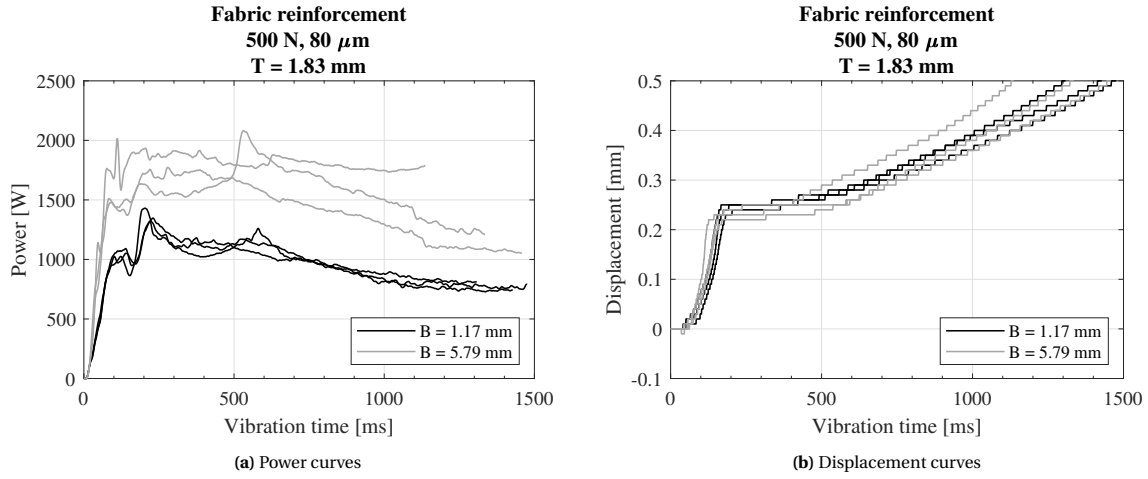 Fabric reinforcement
500 N, 80 μm
T = 1.83 mm
2500
2000
1500
1000
500
0
Power [W]
B = 1.17 mm
B = 5.79 mm
0
500
1000
1500
Vibration time [ms]
(a) Power curves
Fabric reinforcement
500 N, 80 μm
T = 1.83 mm
0.5
0.4
0.3
0.2
0.1
0
-0.1
Displacement [mm]
B = 1.17 mm
B = 5.79 mm
0
500
1000
1500
Vibration time [ms]
(b) Displacement curves